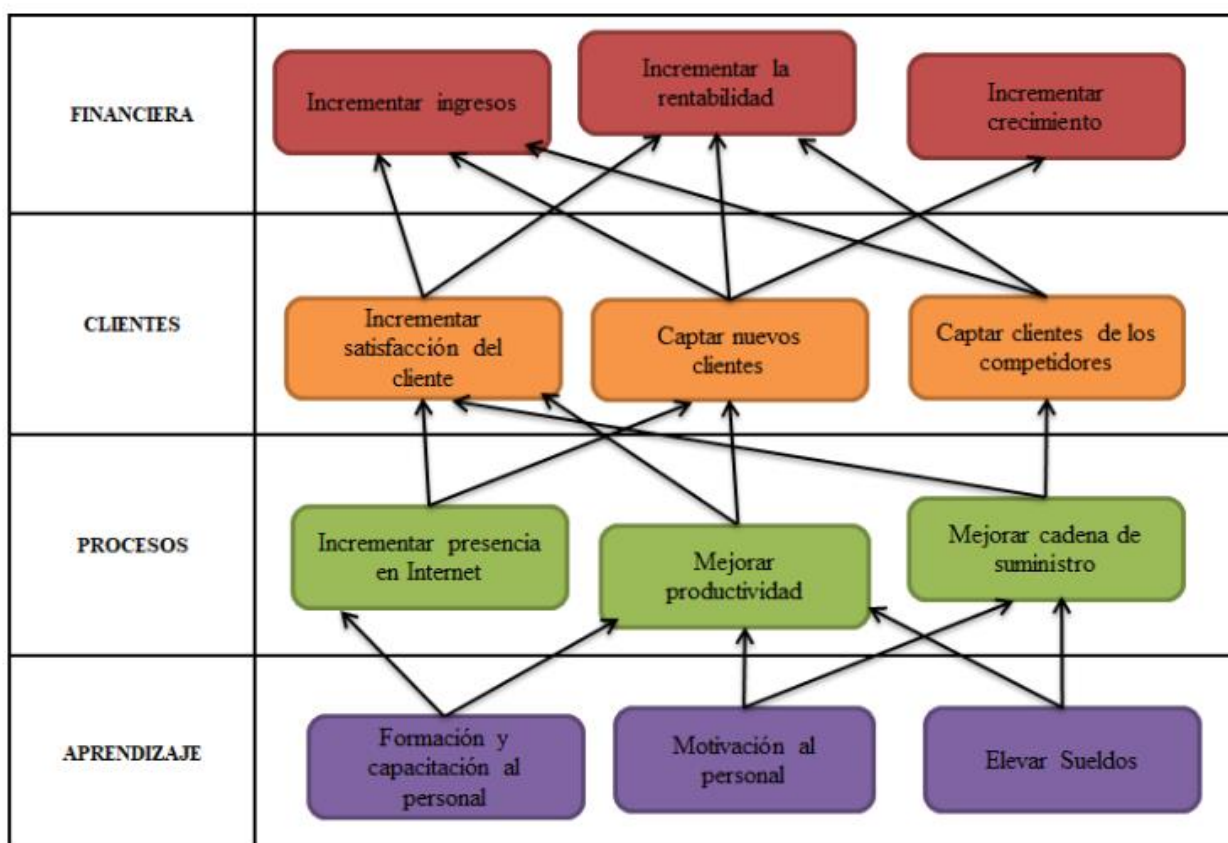 FINANCIERA
Incrementar ingresos
Incrementar la
rentabilidad
Incrementar
crecimiento
CLIENTES
Incrementar
satisfacción del
cliente
Captar nuevos
clientes
Captar clientes de los
competidores
PROCESOS
Incrementar presencia
en Internet
Mejorar
productividad
Mejorar cadena de
suministro
APRENDIZAJE
Formación y
capacitación al
personal
Motivación al
personal
Elevar Sueldos